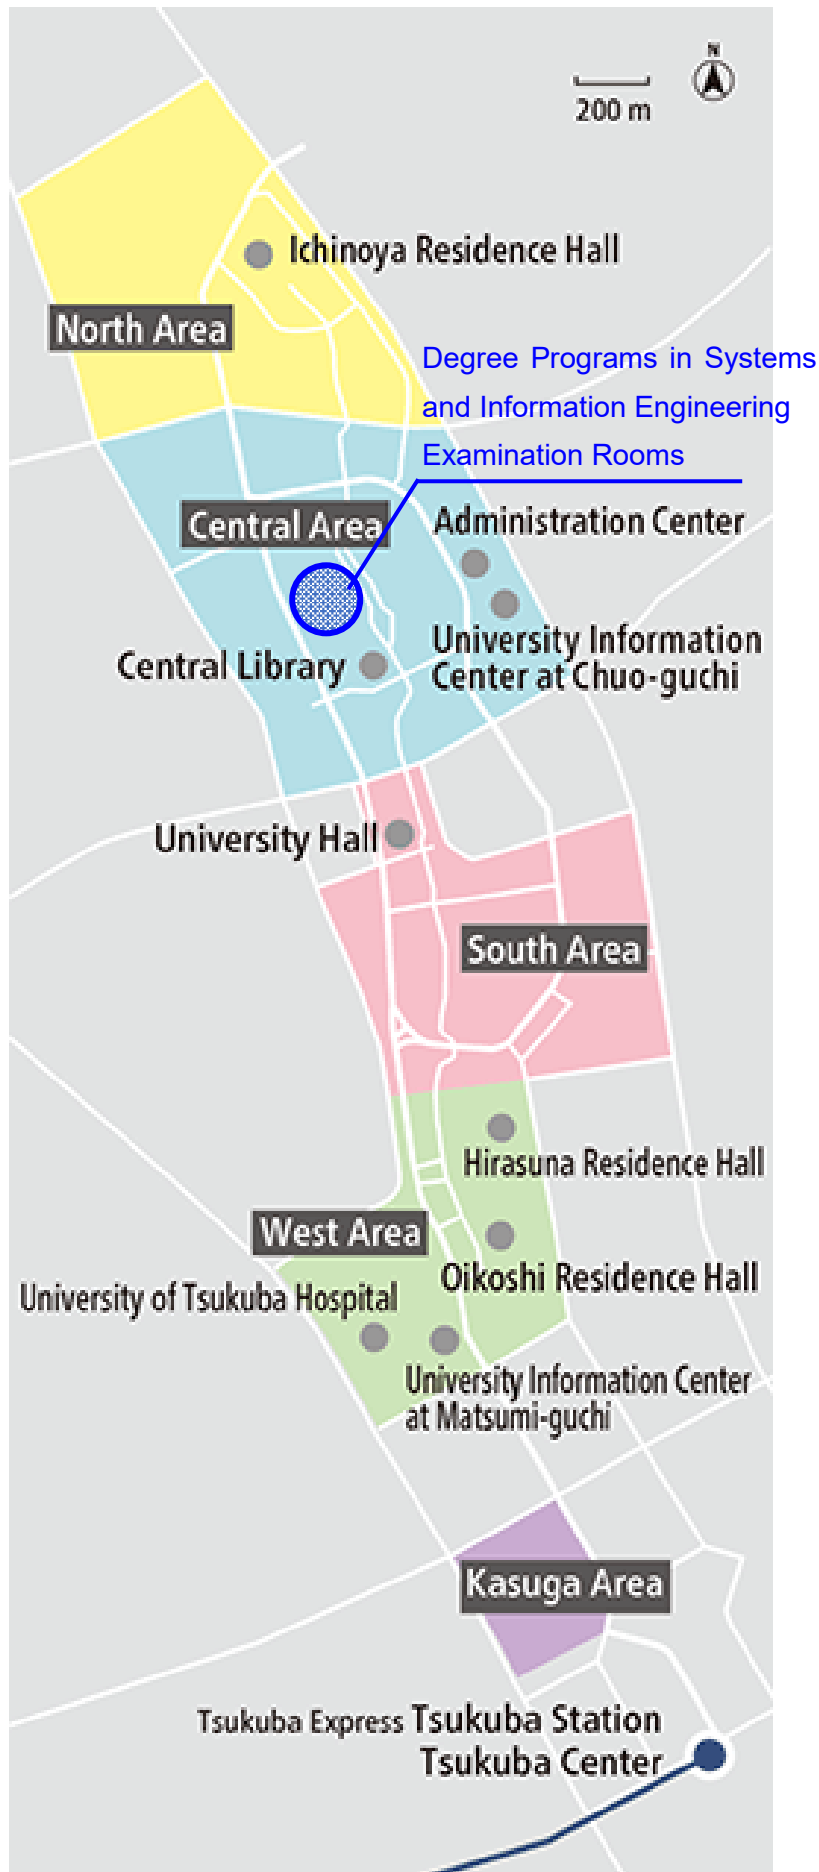 N
200 m
Ichinoya Residence Hall
North Area
Degree Programs in Systems
and Information Engineering
Examination Rooms
Central Area
Administration Center
University Information
Center at Chuo-guchi
Central Library
University Hall
South Area
Hirasuna Residence Hall
West Area
Oikoshi Residence Hall
University of Tsukuba Hospital
University Information Center
at Matsumi-guchi
Kasuga Area
Tsukuba Express Tsukuba Station
Tsukuba Center